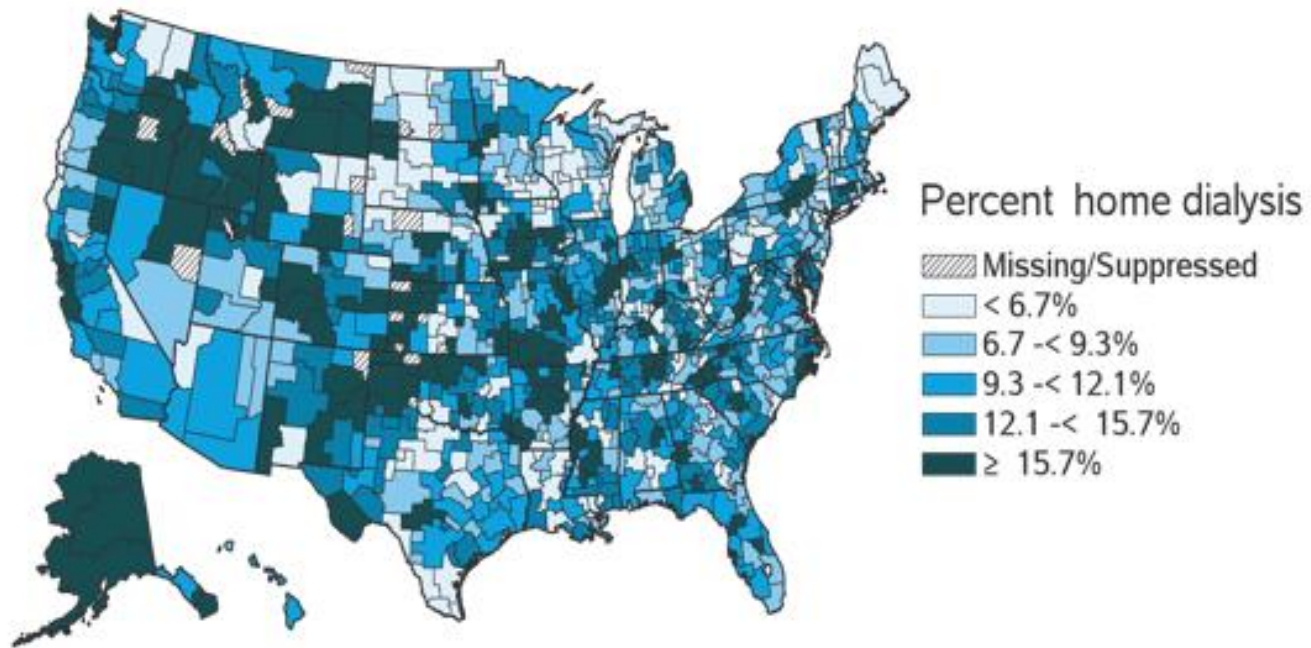 Percent home dialysis
Missing/Suppressed
< 6.7%
6.7 -< 9.3%
9.3 -< 12.1%
12.1 -< 15.7%
≥ 15.7%